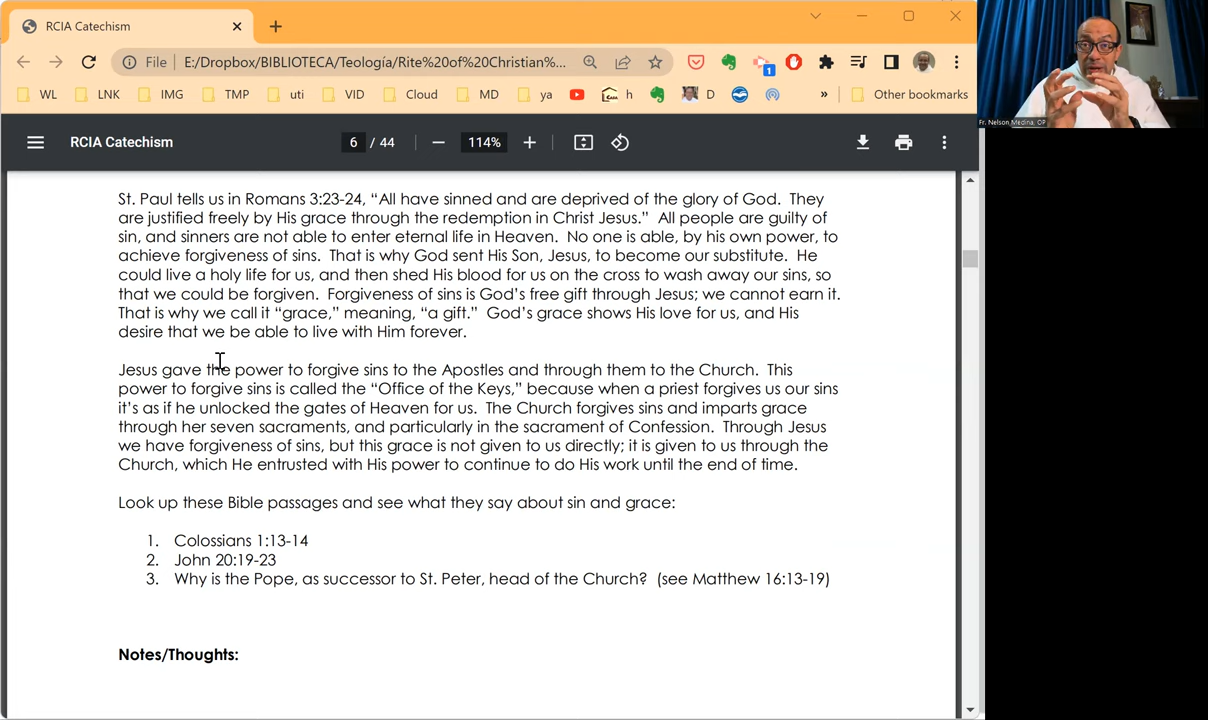 RCIA Catechism
File E:/Dropbox/BIBLIOTECA/Teología/Rite%20of%20Christian%...
1
WL LNK IMG TMP uti VID Cloud MD ya h D » Other bookmarks
RCIA Catechism 6 / 44 114%
St. Paul tells us in Romans 3:23-24, “All have sinned and are deprived of the glory of God.  They
are justified freely by His grace through the redemption in Christ Jesus.”  All people are guilty of
sin, and sinners are not able to enter eternal life in Heaven.  No one is able, by his own power, to
achieve forgiveness of sins.  That is why God sent His Son, Jesus, to become our substitute.  He
could live a holy life for us, and then shed His blood for us on the cross to wash away our sins, so
that we could be forgiven.  Forgiveness of sins is God’s free gift through Jesus; we cannot earn it.
That is why we call it “grace,” meaning, “a gift.”  God’s grace shows His love for us, and His
desire that we be able to live with Him forever.
Jesus gave the power to forgive sins to the Apostles and through them to the Church.  This
power to forgive sins is called the “Office of the Keys,” because when a priest forgives us our sins
it’s as if he unlocked the gates of Heaven for us.  The Church forgives sins and imparts grace
through her seven sacraments, and particularly in the sacrament of Confession.  Through Jesus
we have forgiveness of sins, but this grace is not given to us directly; it is given to us through the
Church, which He entrusted with His power to continue to do His work until the end of time.
Look up these Bible passages and see what they say about sin and grace:
1. Colossians 1:13-14
2. John 20:19-23
3. Why is the Pope, as successor to St. Peter, head of the Church?  (see Matthew 16:13-19)
Notes/Thoughts:
Fr. Nelson Medina, OP